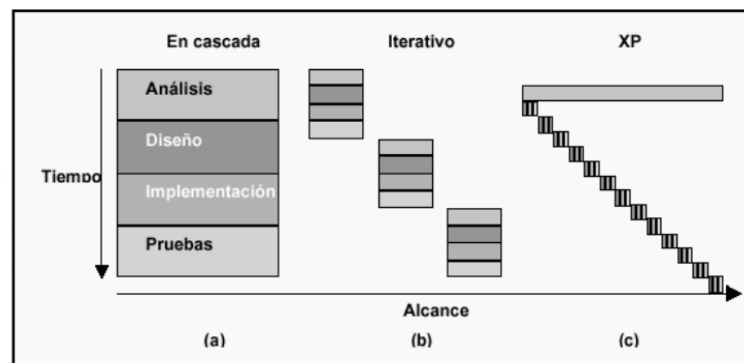 En cascada Iterativo XP
Análisis
Diseño
Tiempo
Implementación
Pruebas
Alcance
(a) (b) (c)